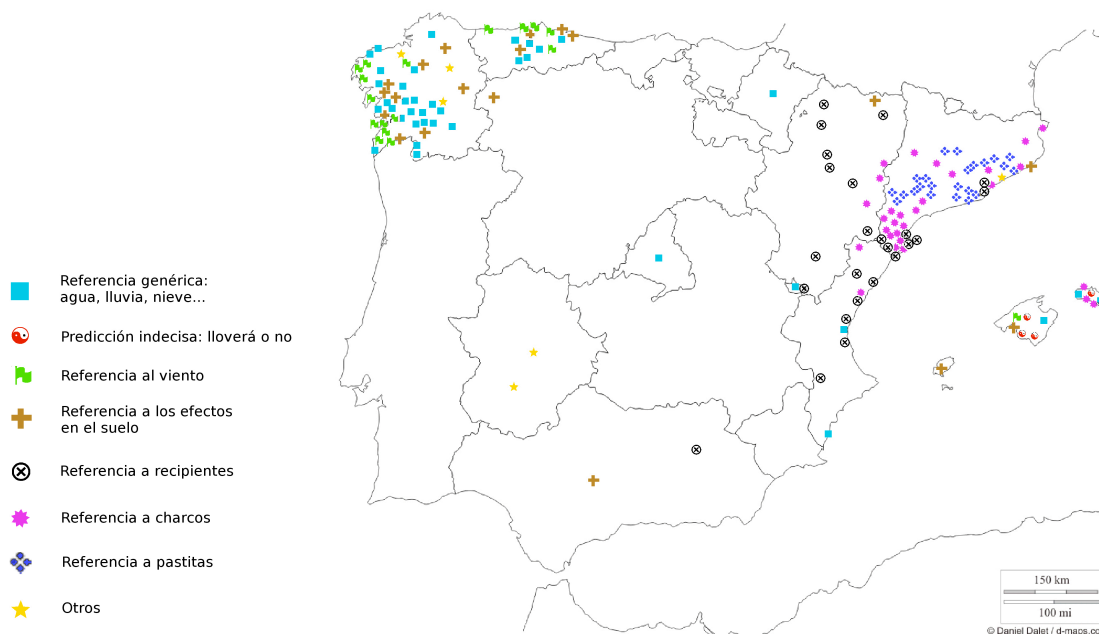 Referencia genérica:
agua, lluvia, nieve...
Predicción indecisa: lloverá o no
Referencia al viento
Referencia a los efectos
en el suelo
Referencia a recipientes
Referencia a charcos
Referencia a pastitas
Otros
150 km
100 mi
© Daniel Dalet / d-maps.co